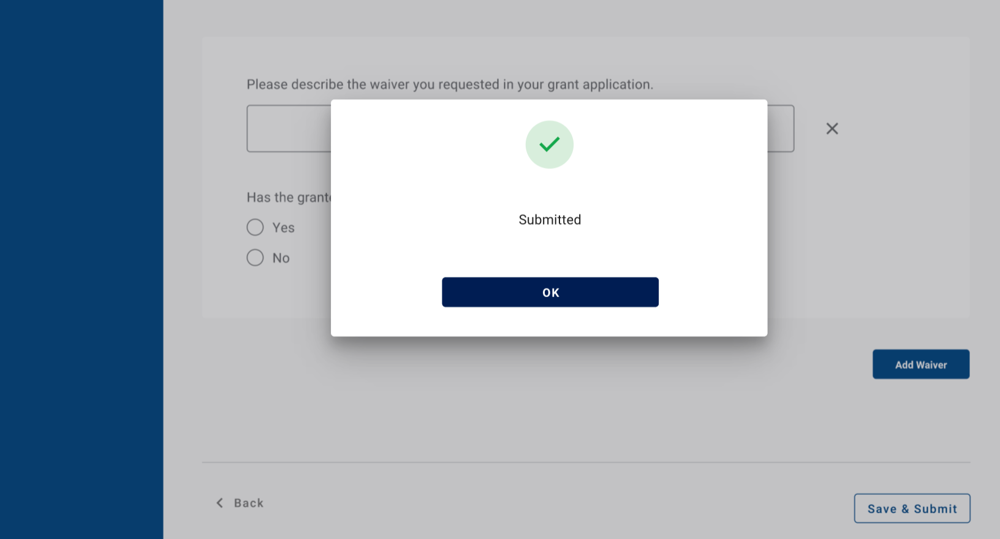 Please describe the waiver you requested in your grant application.
Submitted
Has the
Yes
No
OK
Add Waiver
Back
Save & Submit